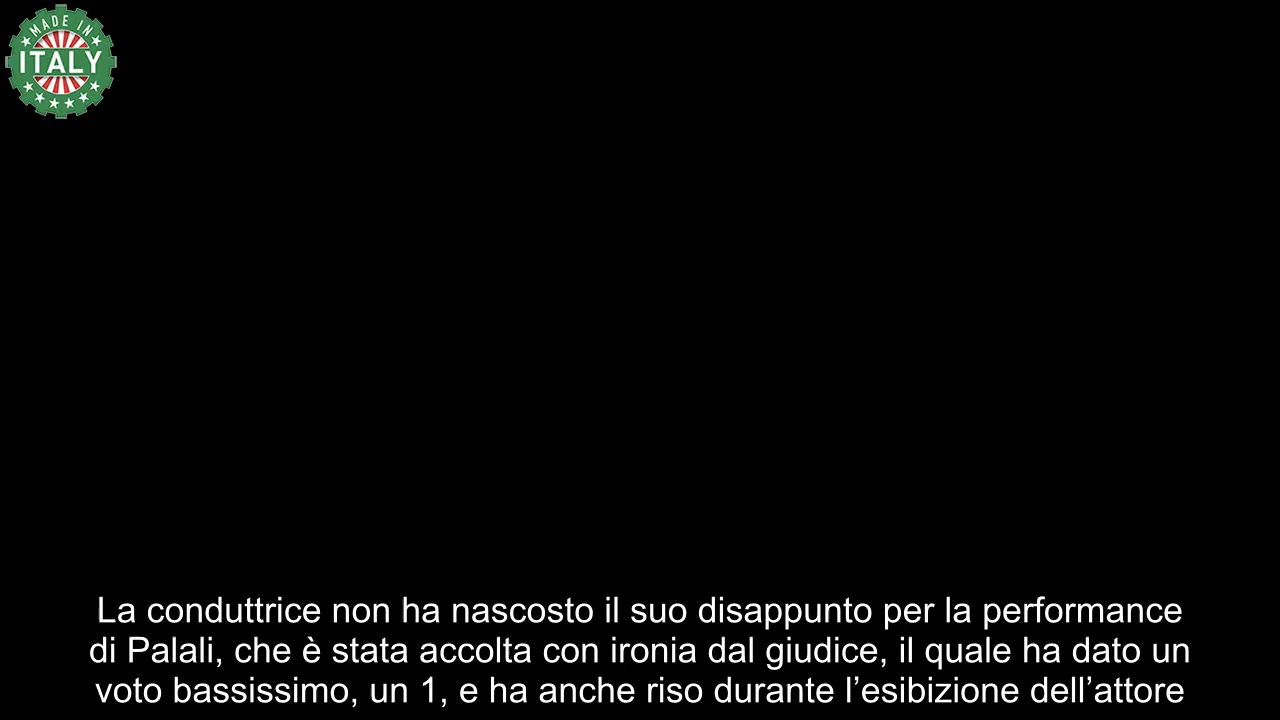 MADE IN
ITALY
La conduttrice non ha nascosto il suo disappunto per la performance
di Palali, che è stata accolta con ironia dal giudice, il quale ha dato un
voto bassissimo, un 1, e ha anche riso durante l’esibizione dell’attore